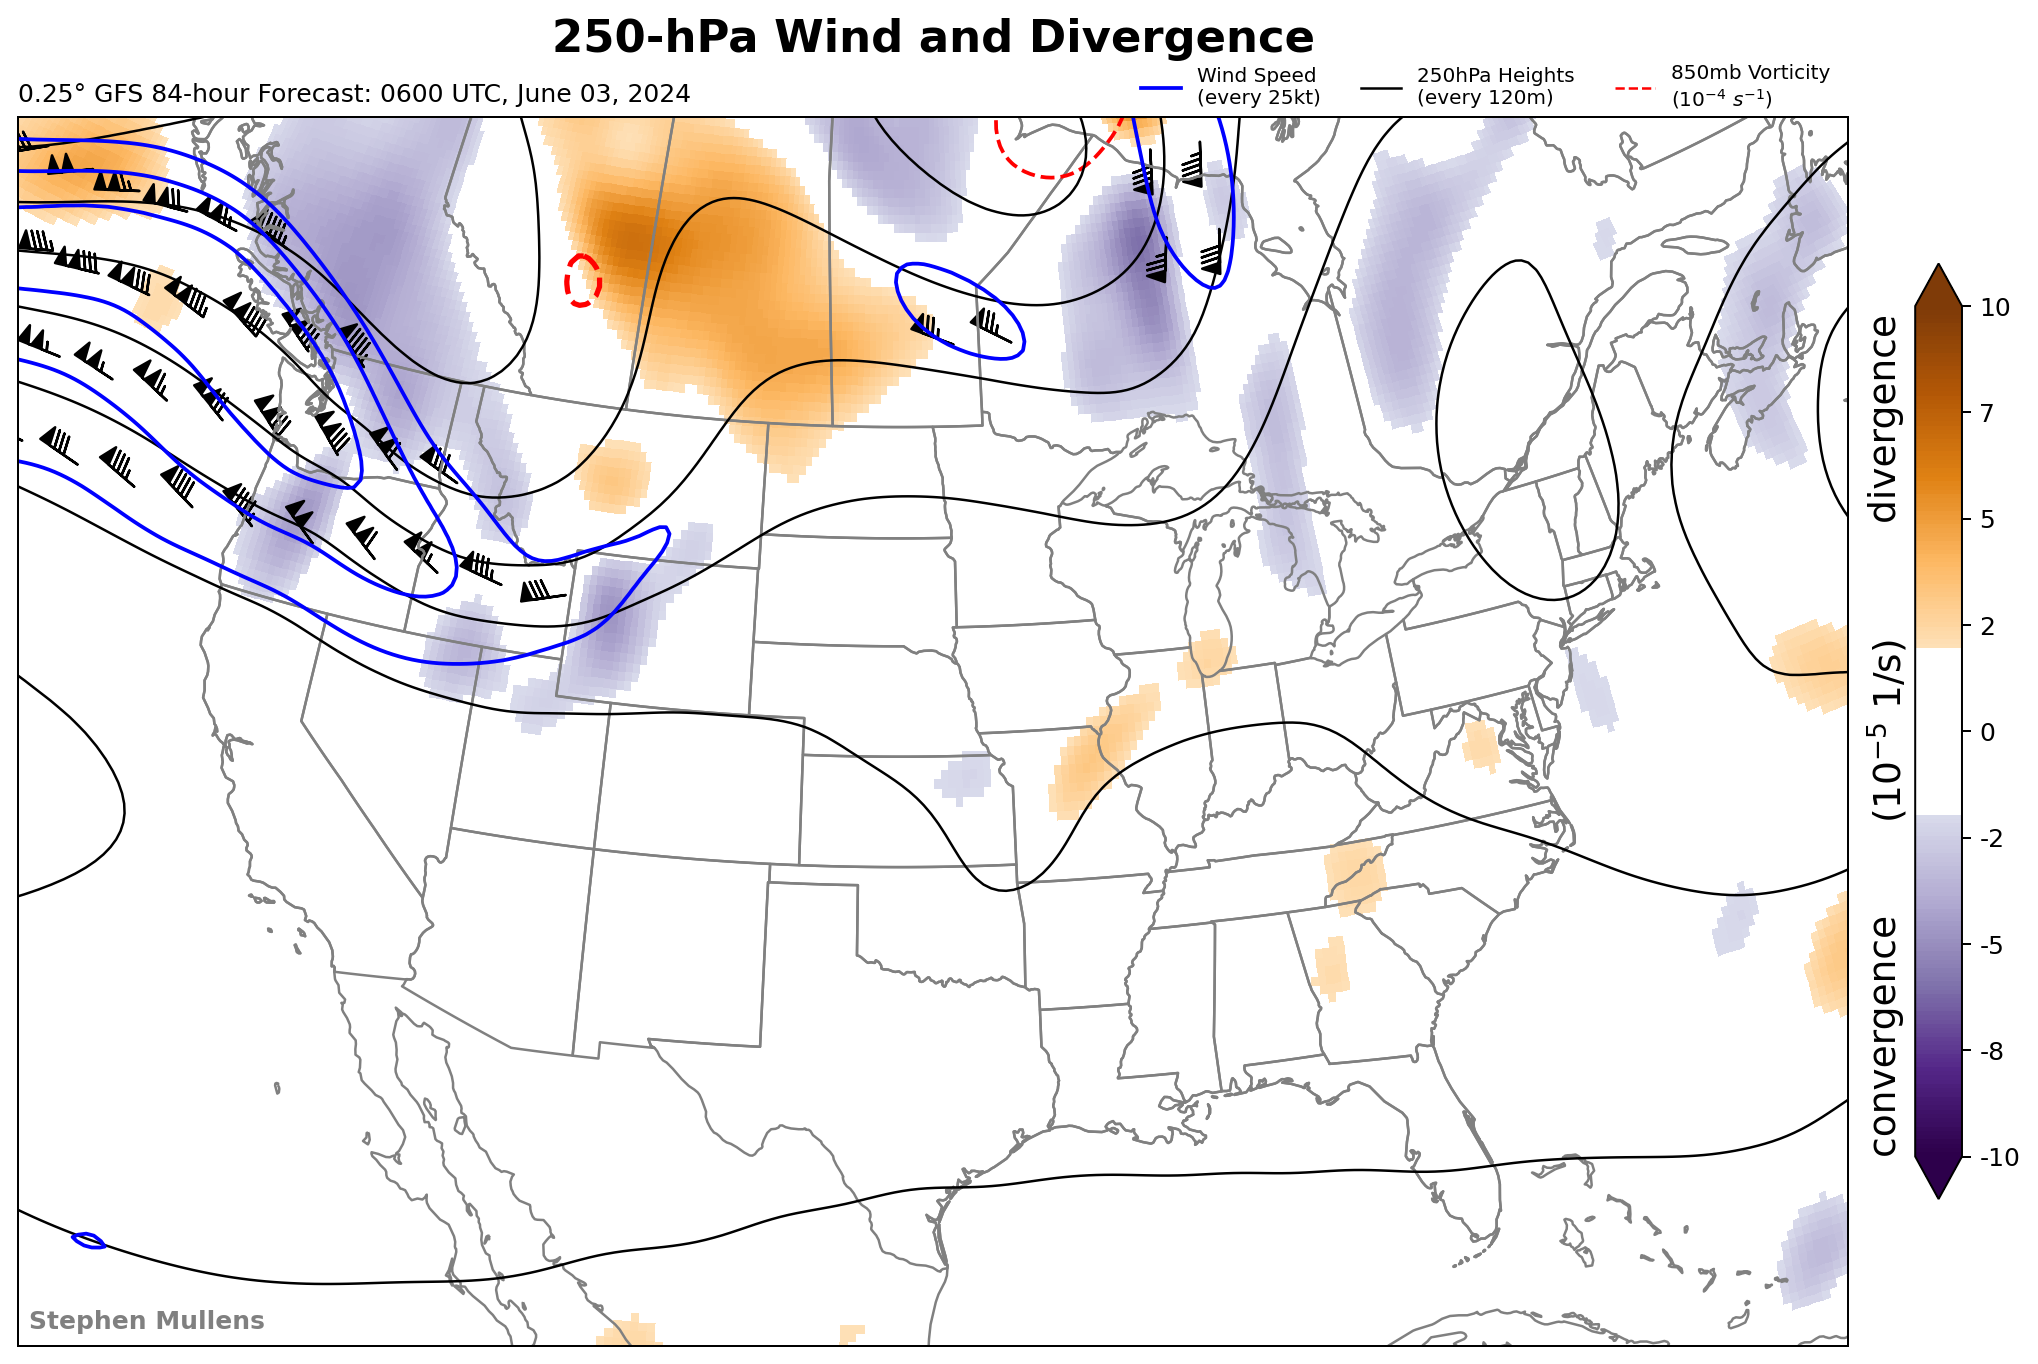 250-hPa Wind and Divergence
0.25° GFS 84-hour Forecast: 0600 UTC, June 03, 2024
Wind Speed
(every 25kt)
250hPa Heights
(every 120m)
850mb Vorticity
(10⁻⁴ s⁻¹)
10
7
5
2
0
-2
-5
-8
-10
convergence (10⁻⁵ 1/s) divergence
Stephen Mullens